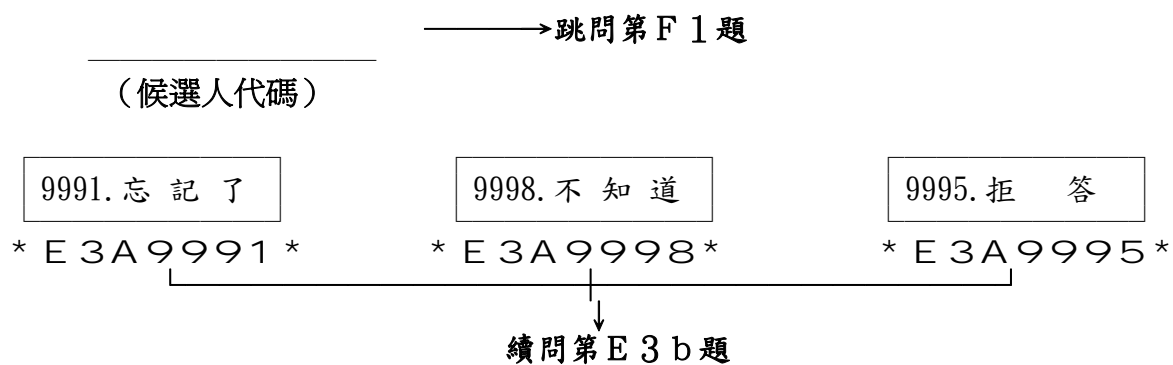 跳問第Ｆ１題
（候選人代碼）
9991.忘 記 了 9998.不 知 道 9995.拒 答
*Ｅ３Ａ９９９１* *Ｅ３Ａ９９９８* *Ｅ３Ａ９９９５*
續問第Ｅ３ｂ題